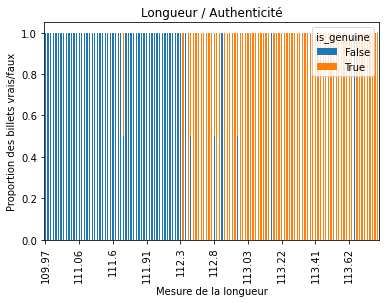 Longueur / Authenticité
is_genuine
False
True
Proportion des billets vrais/faux
1.0
0.8
0.6
0.4
0.2
0.0
109.97
111.06
111.6
111.91
112.3
112.8
113.03
113.22
113.41
113.62
Mesure de la longueur